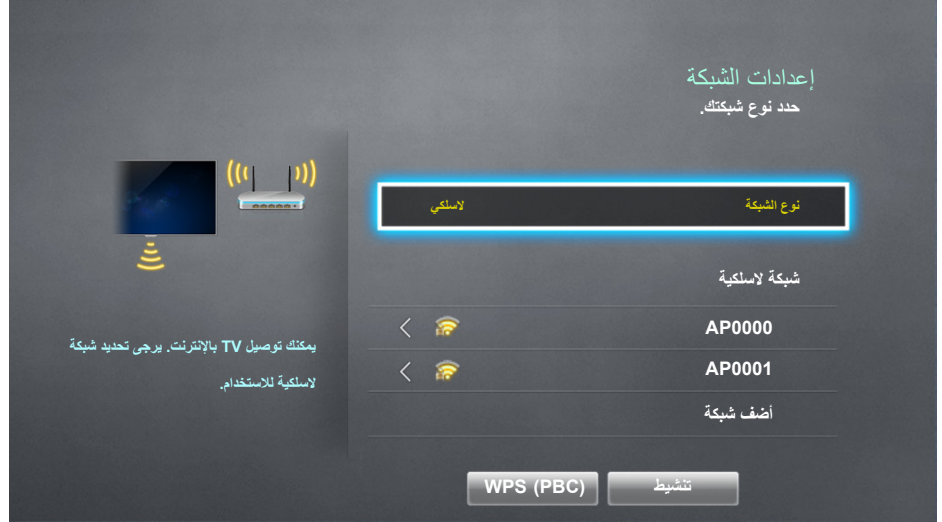 إعدادات الشبكة
حدد نوع شبكتك.
نوع الشبكة لاسلكي
شبكة لاسلكية
AP0000
AP0001
أضف شبكة
يمكنك توصيل TV بالإنترنت. يرجى تحديد شبكة
لاسلكية للاستخدام.
تنشيط WPS (PBC)